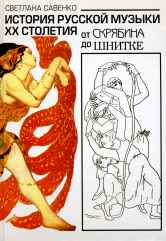 СВЕТЛАНА САВЕНКО
ИСТОРИЯ РУССКОЙ МУЗЫКИ
XX СТОЛЕТИЯ
от СКРЯБИНА
до ШНИТКЕ